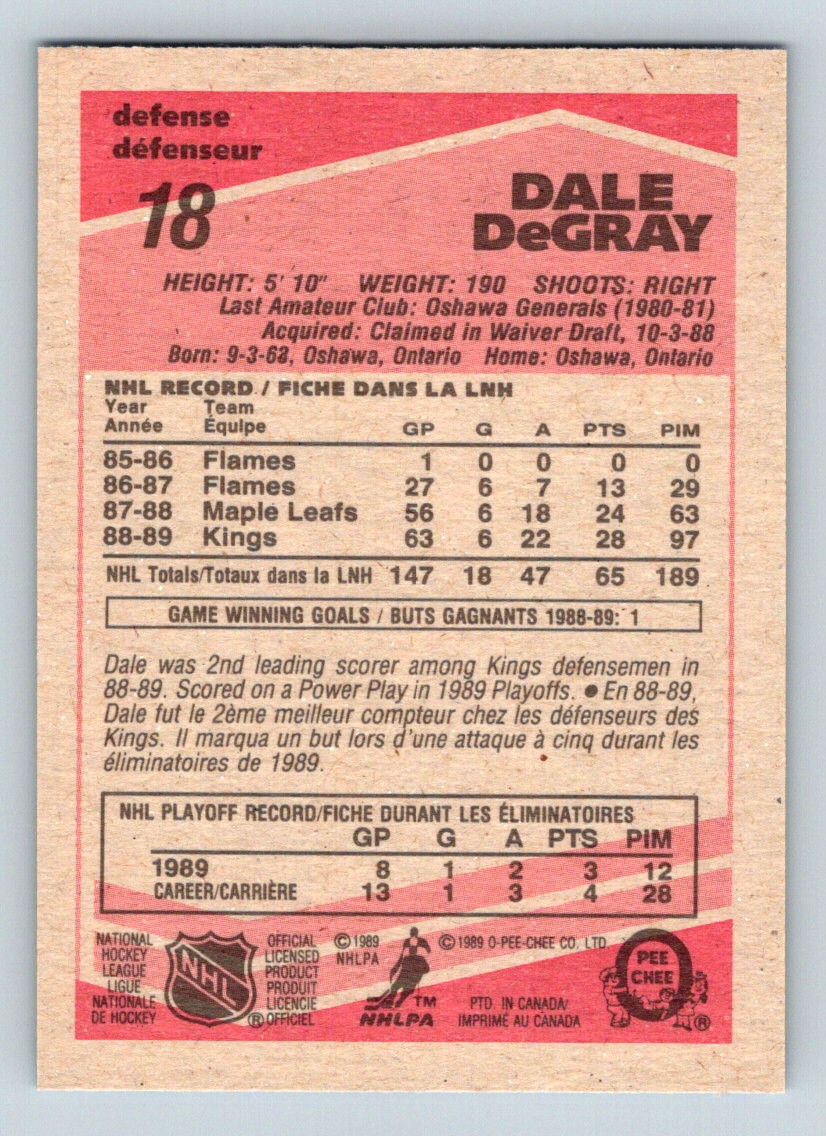 defense
défenseur
18
DALE
DeGRAY
HEIGHT: 5' 10" WEIGHT: 190 SHOOTS: RIGHT
Last Amateur Club: Oshawa Generals (1980-81)
Acquired: Claimed in Waiver Draft, 10-3-88
Born: 9-3-63, Oshawa, Ontario Home: Oshawa, Ontario
NHL RECORD / FICHE DANS LA LNH
Year Team
Année Équipe GP G A PTS PIM
85-86 Flames 1 0 0 0 0
86-87 Flames 27 6 7 13 29
87-88 Maple Leafs 56 6 18 24 63
88-89 Kings 63 6 22 28 97
NHL Totals/Totaux dans la LNH 147 18 47 65 189
GAME WINNING GOALS / BUTS GAGNANTS 1988-89: 1
Dale was 2nd leading scorer among Kings defensemen in
88-89. Scored on a Power Play in 1989 Playoffs. ● En 88-89,
Dale fut le 2ème meilleur compteur chez les défenseurs des
Kings. Il marqua un but lors d'une attaque à cinq durant les
éliminatoires de 1989.
NHL PLAYOFF RECORD/FICHE DURANT LES ÉLIMINATOIRES
GP G A PTS PIM
1989 8 1 2 3 12
CAREER/CARRIÈRE 13 1 3 4 28
NATIONAL
HOCKEY
LEAGUE
LIGUE
NATIONALE
DE HOCKEY
NHL
®
OFFICIAL
LICENSED
PRODUCT
PRODUIT
LICENCIE
OFFICIEL
©1989
NHLPA
TM
NHLPA
©1989 O-PEE-CHEE CO. LTD.
PTD. IN CANADA/
IMPRIMÉ AU CANADA
O
PEE
CHEE
®